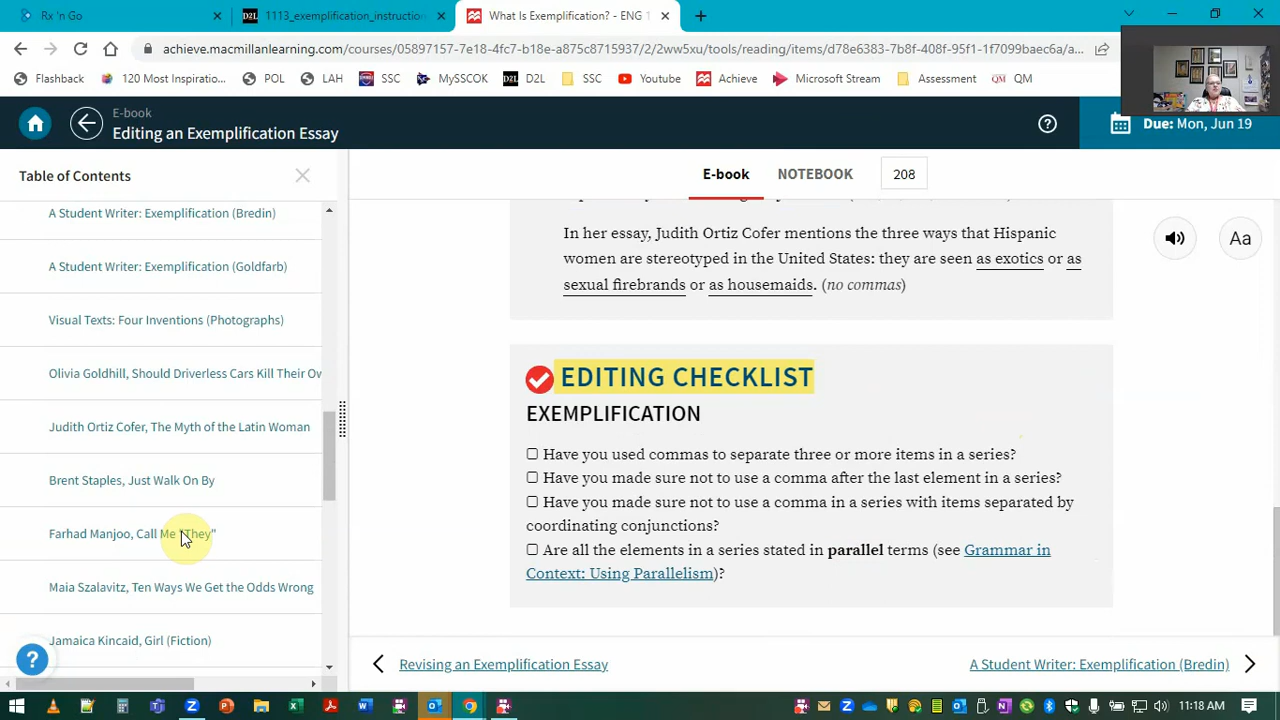 Rx 'n Go
1113_exemplification_instruction
What Is Exemplification? - ENG 1
achieve.macmillanlearning.com/courses/05897157-7e18-4fc7-b18e-a875c8715937/2/2ww5xu/tools/reading/items/d78e6383-7b8f-408f-95f1-1f7099baec6a/a...
Flashback
120 Most Inspiratio...
POL
LAH
SSC
MySSCOK
D2L
SSC
Youtube
Achieve
Microsoft Stream
Assessment
QM
E-book
Editing an Exemplification Essay
Due: Mon, Jun 19
Table of Contents
A Student Writer: Exemplification (Bredin)
A Student Writer: Exemplification (Goldfarb)
Visual Texts: Four Inventions (Photographs)
Olivia Goldhill, Should Driverless Cars Kill Their Ow
Judith Ortiz Cofer, The Myth of the Latin Woman
Brent Staples, Just Walk On By
Farhad Manjoo, Call Me "They"
Maia Szalavitz, Ten Ways We Get the Odds Wrong
Jamaica Kincaid, Girl (Fiction)
E-book
NOTEBOOK
208
Aa
In her essay, Judith Ortiz Cofer mentions the three ways that Hispanic
women are stereotyped in the United States: they are seen as exotics or as
sexual firebrands or as housemaids. (no commas)
EDITING CHECKLIST
EXEMPLIFICATION
☐ Have you used commas to separate three or more items in a series?
☐ Have you made sure not to use a comma after the last element in a series?
☐ Have you made sure not to use a comma in a series with items separated by
coordinating conjunctions?
☐ Are all the elements in a series stated in parallel terms (see Grammar in
Context: Using Parallelism)?
Revising an Exemplification Essay
A Student Writer: Exemplification (Bredin)
11:18 AM